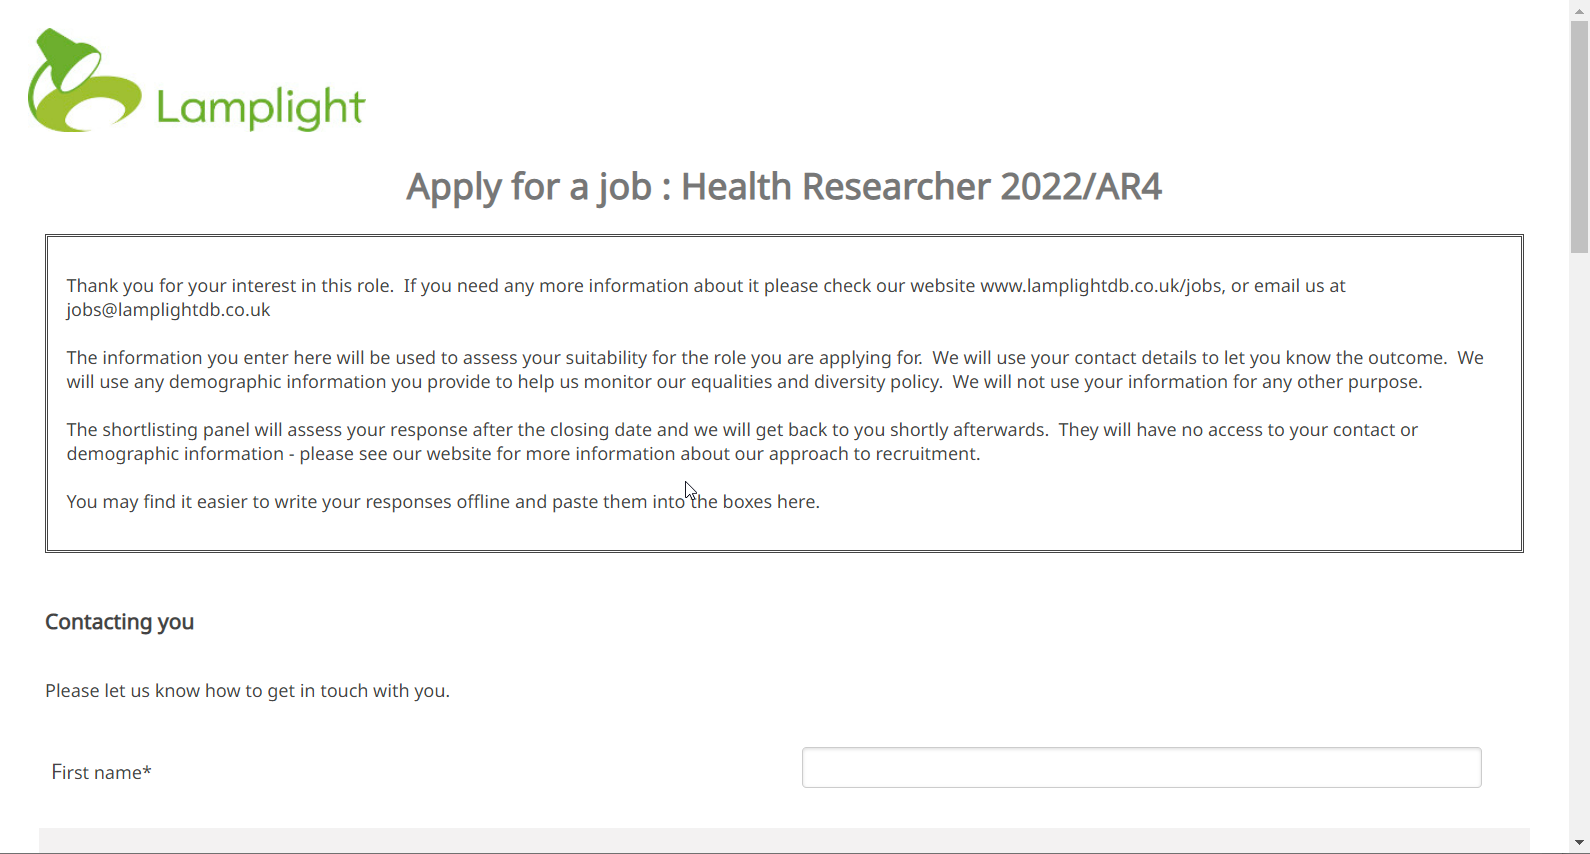 Lamplight
Apply for a job : Health Researcher 2022/AR4
Thank you for your interest in this role.  If you need any more information about it please check our website www.lamplightdb.co.uk/jobs, or email us at
jobs@lamplightdb.co.uk
The information you enter here will be used to assess your suitability for the role you are applying for.  We will use your contact details to let you know the outcome.  We
will use any demographic information you provide to help us monitor our equalities and diversity policy.  We will not use your information for any other purpose.
The shortlisting panel will assess your response after the closing date and we will get back to you shortly afterwards.  They will have no access to your contact or
demographic information - please see our website for more information about our approach to recruitment.
You may find it easier to write your responses offline and paste them into the boxes here.
Contacting you
Please let us know how to get in touch with you.
First name*